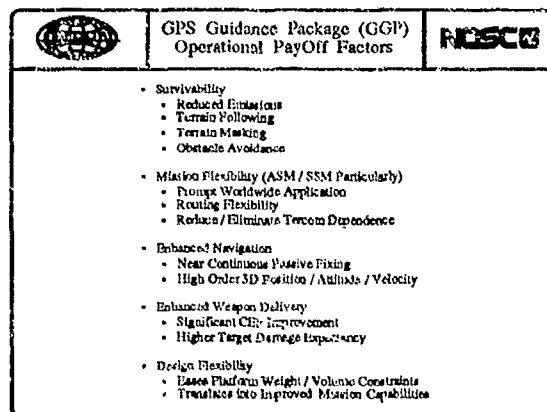 GPS Guidance Package (GGP)
Operational PayOff Factors
NOSC
• Survivability
• Reduced Emissions
• Terrain Following
• Terrain Masking
• Obstacle Avoidance
• Mission Flexibility (ASM / SSM Particularly)
• Prompt Worldwide Application
• Routing Flexibility
• Reduce / Eliminate Tercom Dependence
• Enhanced Navigation
• Near Continuous Passive Fixing
• High Order 3D Position / Attitude / Velocity
• Enhanced Weapon Delivery
• Significant CEP Improvement
• Higher Target Damage Expectancy
• Design Flexibility
• Eases Platform Weight / Volume Constraints
• Translates into Improved Mission Capabilities